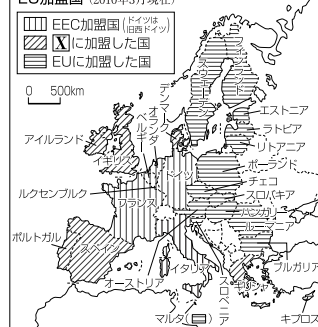 EU加盟国(2016年3月現在)
EEC加盟国(ドイツは旧西ドイツ)
Xに加盟した国
EUに加盟した国
0 500km
フィンランド
スウェーデン
デンマーク
オランダ
ベルギー
エストニア
ラトビア
リトアニア
アイルランド
イギリス
ポーランド
ドイツ
チェコ
スロバキア
ルクセンブルク
フランス
ハンガリー
ルーマニア
ポルトガル
スペイン
ブルガリア
イタリア
ギリシャ
オーストリア
スロベニア
マルタ
キプロス